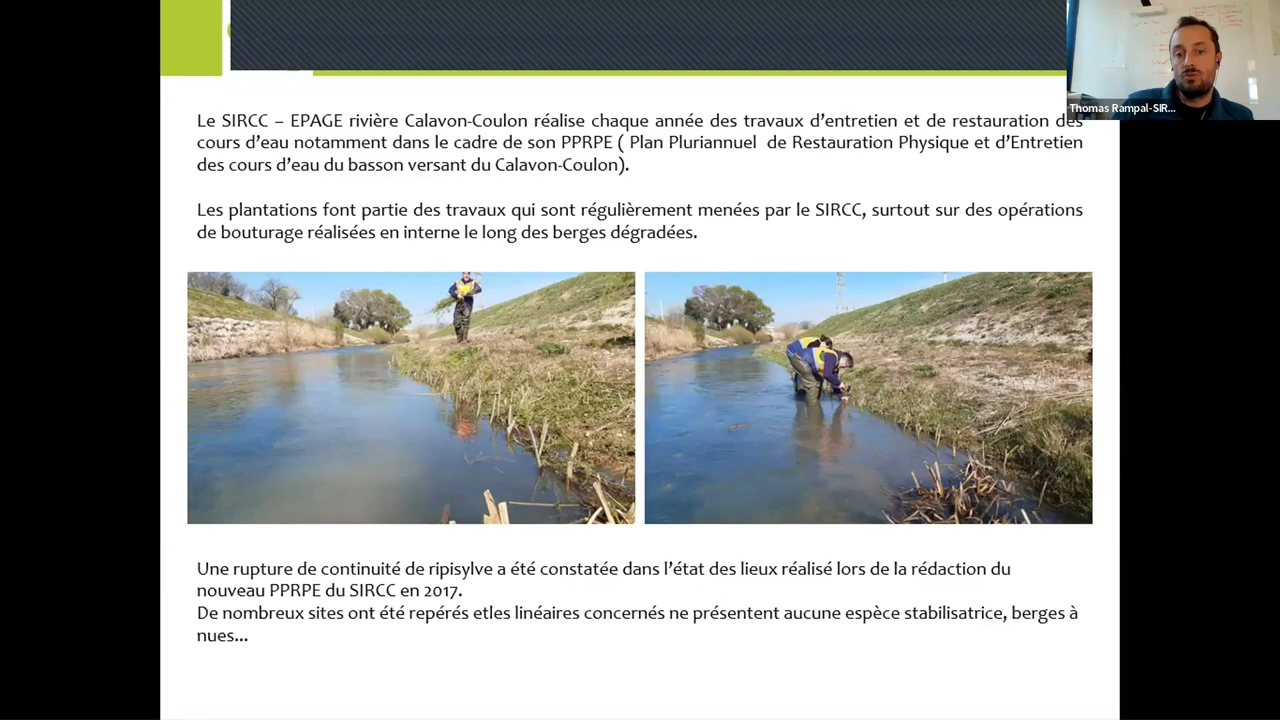 Thomas Rampal-SIR...
Le SIRCC – EPAGE rivière Calavon-Coulon réalise chaque année des travaux d'entretien et de restauration des
cours d'eau notamment dans le cadre de son PPRPE ( Plan Pluriannuel de Restauration Physique et d'Entretien
des cours d'eau du basson versant du Calavon-Coulon).
Les plantations font partie des travaux qui sont régulièrement menées par le SIRCC, surtout sur des opérations
de bouturage réalisées en interne le long des berges dégradées.
Une rupture de continuité de ripisylve a été constatée dans l'état des lieux réalisé lors de la rédaction du
nouveau PPRPE du SIRCC en 2017.
De nombreux sites ont été repérés etles linéaires concernés ne présentent aucune espèce stabilisatrice, berges à
nues...